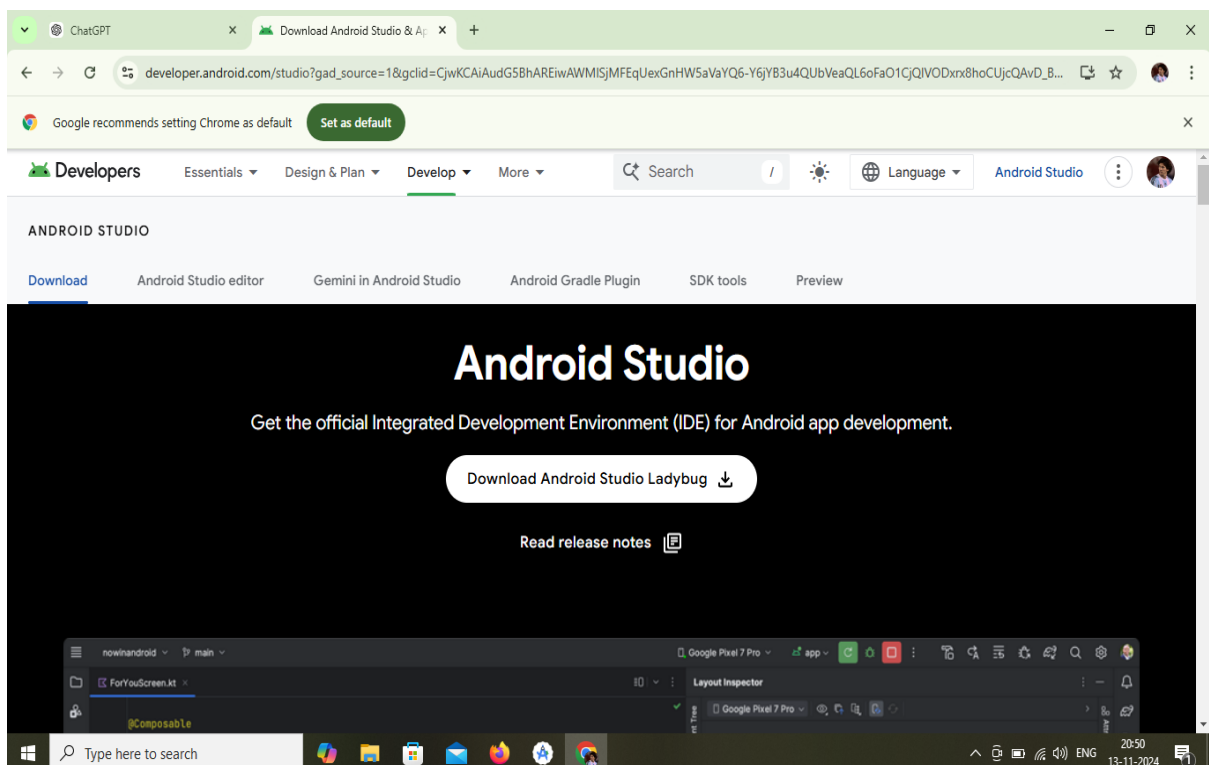 ChatGPT
Download Android Studio & Ap
developer.android.com/studio?gad_source=1&gclid=CjwKCAiAudG5BhAREiwAWMISjMFEqUexGnHW5aVaYQ6-Y6jYB3u4QUbVeaQL6oFaO1CjQIVODxrx8hoCUjcQAvD_B...
Google recommends setting Chrome as default Set as default
Developers Essentials Design & Plan Develop More Search / Language Android Studio
ANDROID STUDIO
Download Android Studio editor Gemini in Android Studio Android Gradle Plugin SDK tools Preview
Android Studio
Get the official Integrated Development Environment (IDE) for Android app development.
Download Android Studio Ladybug
Read release notes
nowinandroid main Google Pixel 7 Pro app
ForYouScreen.kt Layout Inspector
Google Pixel 7 Pro
@Composable
Type here to search ENG 20:50
13-11-2024